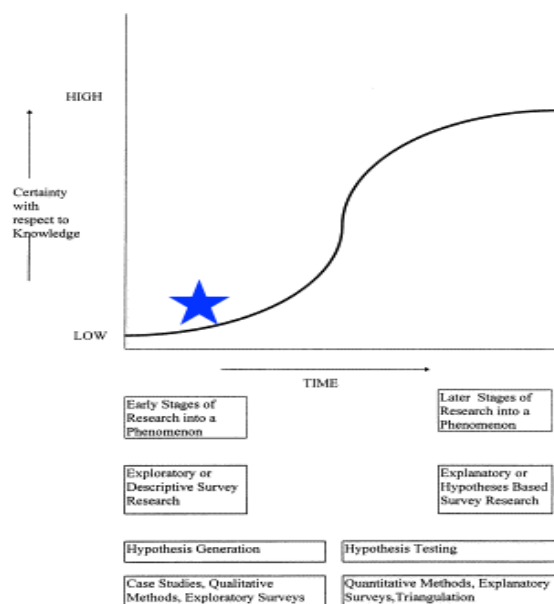 HIGH
Certainty
with
respect to
Knowledge
LOW
TIME
Early Stages of
Research into a
Phenomenon
Later Stages of
Research into a
Phenomenon
Exploratory or
Descriptive Survey
Research
Explanatory or
Hypotheses Based
Survey Research
Hypothesis Generation
Hypothesis Testing
Case Studies, Qualitative
Methods, Exploratory Surveys
Quantitative Methods, Explanatory
Surveys,Triangulation